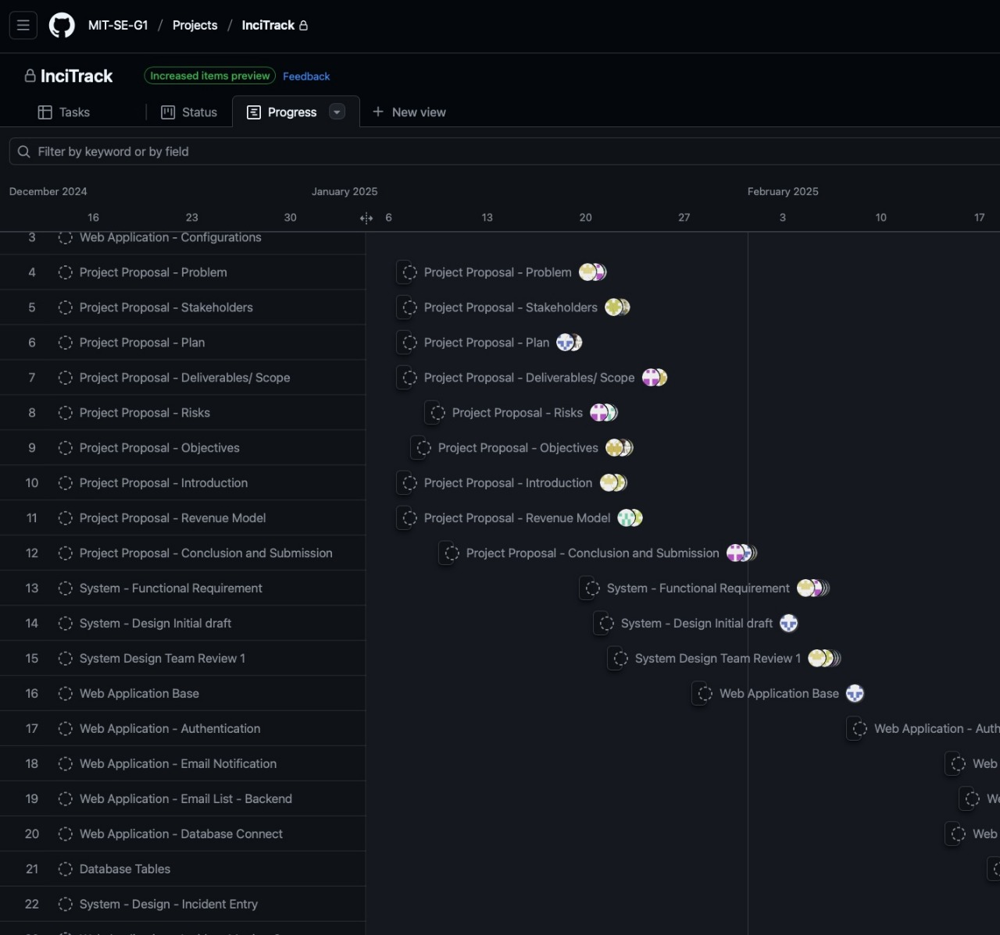 MIT-SE-G1 / Projects / InciTrack
InciTrack Increased items preview Feedback
Tasks Status Progress + New view
Filter by keyword or by field
December 2024 January 2025 February 2025
16 23 30 6 13 20 27 3 10 17
3 Web Application - Configurations
4 Project Proposal - Problem Project Proposal - Problem
5 Project Proposal - Stakeholders Project Proposal - Stakeholders
6 Project Proposal - Plan Project Proposal - Plan
7 Project Proposal - Deliverables/ Scope Project Proposal - Deliverables/ Scope
8 Project Proposal - Risks Project Proposal - Risks
9 Project Proposal - Objectives Project Proposal - Objectives
10 Project Proposal - Introduction Project Proposal - Introduction
11 Project Proposal - Revenue Model Project Proposal - Revenue Model
12 Project Proposal - Conclusion and Submission Project Proposal - Conclusion and Submission
13 System - Functional Requirement System - Functional Requirement
14 System - Design Initial draft System - Design Initial draft
15 System Design Team Review 1 System Design Team Review 1
16 Web Application Base Web Application Base
17 Web Application - Authentication Web Application - Auth
18 Web Application - Email Notification Web
19 Web Application - Email List - Backend We
20 Web Application - Database Connect Web
21 Database Tables
22 System - Design - Incident Entry